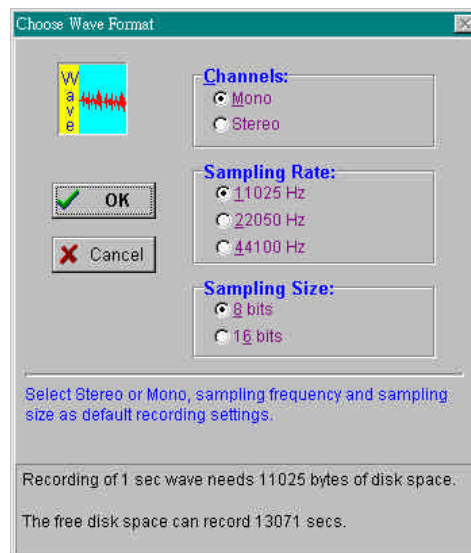 Choose Wave Format
Wave
Channels:
Mono
Stereo
Sampling Rate:
11025 Hz
22050 Hz
44100 Hz
OK
Cancel
Sampling Size:
8 bits
16 bits
Select Stereo or Mono, sampling frequency and sampling
size as default recording settings.
Recording of 1 sec wave needs 11025 bytes of disk space.
The free disk space can record 13071 secs.